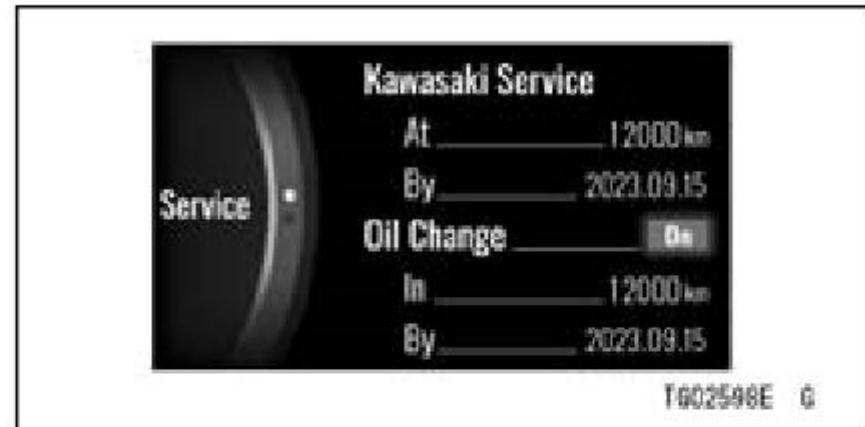 Kawasaki Service
At 12000 km
By 2023.09.15
Service
Oil Change On
In 12000 km
By 2023.09.15
TG02598E G